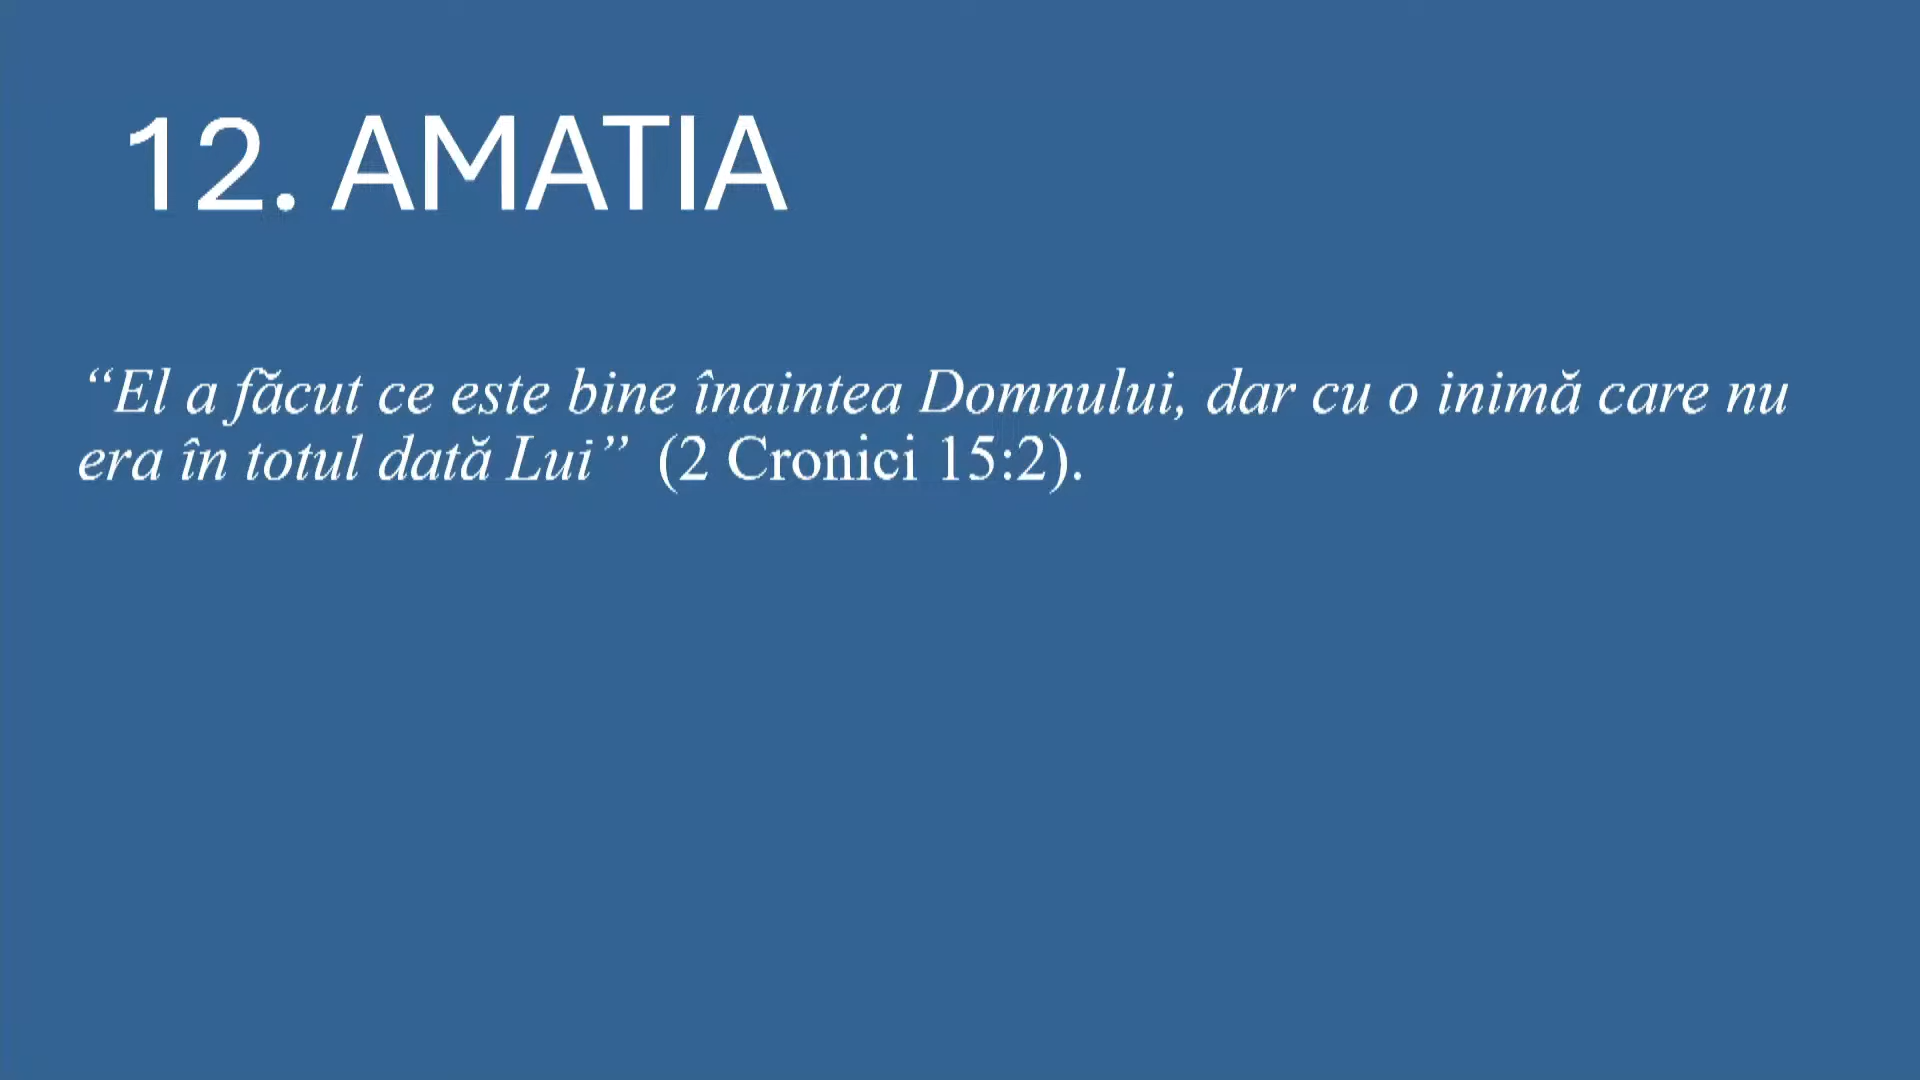 12. AMATIA
“El a făcut ce este bine înaintea Domnului, dar cu o inimă care nu
era în totul dată Lui” (2 Cronici 15:2).